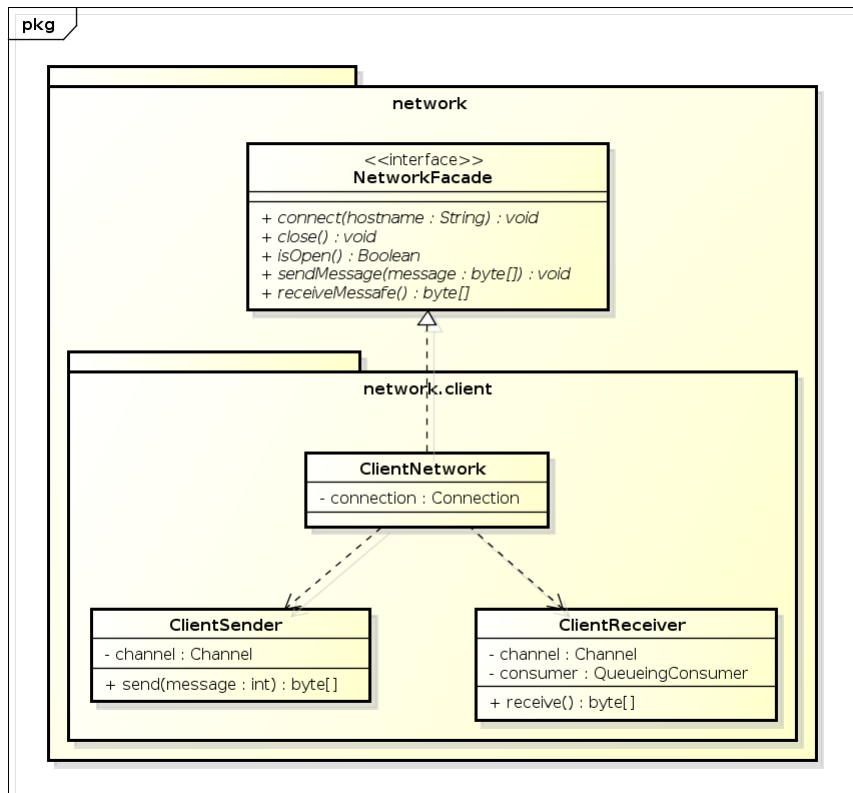 pkg
network
<<interface>>
NetworkFacade
+ connect(hostname : String) : void
+ close() : void
+ isOpen() : Boolean
+ sendMessage(message : byte[]) : void
+ receiveMessafe() : byte[]
network.client
ClientNetwork
- connection : Connection
ClientSender
- channel : Channel
+ send(message : int) : byte[]
ClientReceiver
- channel : Channel
- consumer : QueueingConsumer
+ receive() : byte[]